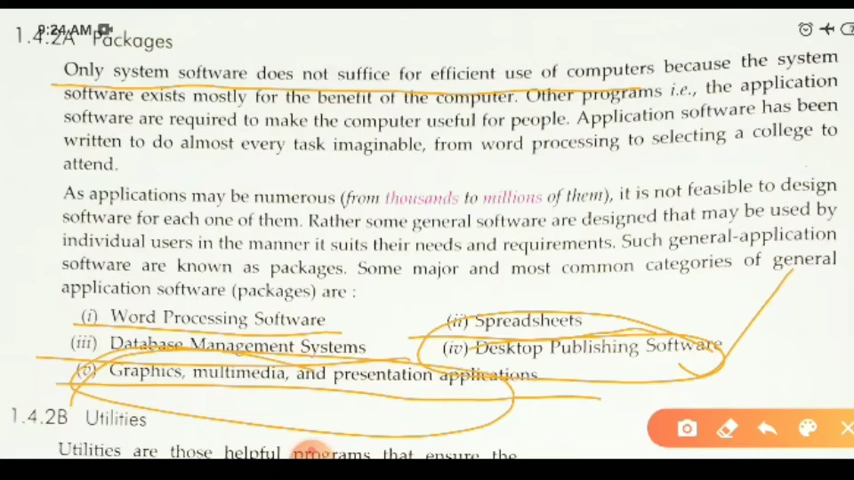 9:24 AM
1.4.2A Packages
Only system software does not suffice for efficient use of computers because the system
software exists mostly for the benefit of the computer. Other programs i.e., the application
software are required to make the computer useful for people. Application software has been
written to do almost every task imaginable, from word processing to selecting a college to
attend.
As applications may be numerous (from thousands to millions of them), it is not feasible to design
software for each one of them. Rather some general software are designed that may be used by
individual users in the manner it suits their needs and requirements. Such general-application
software are known as packages. Some major and most common categories of general
application software (packages) are :
(i) Word Processing Software (ii) Spreadsheets
(iii) Database Management Systems (iv) Desktop Publishing Software
(v) Graphics, multimedia, and presentation applications
1.4.2B Utilities
Utilities are those helpful programs that ensure the